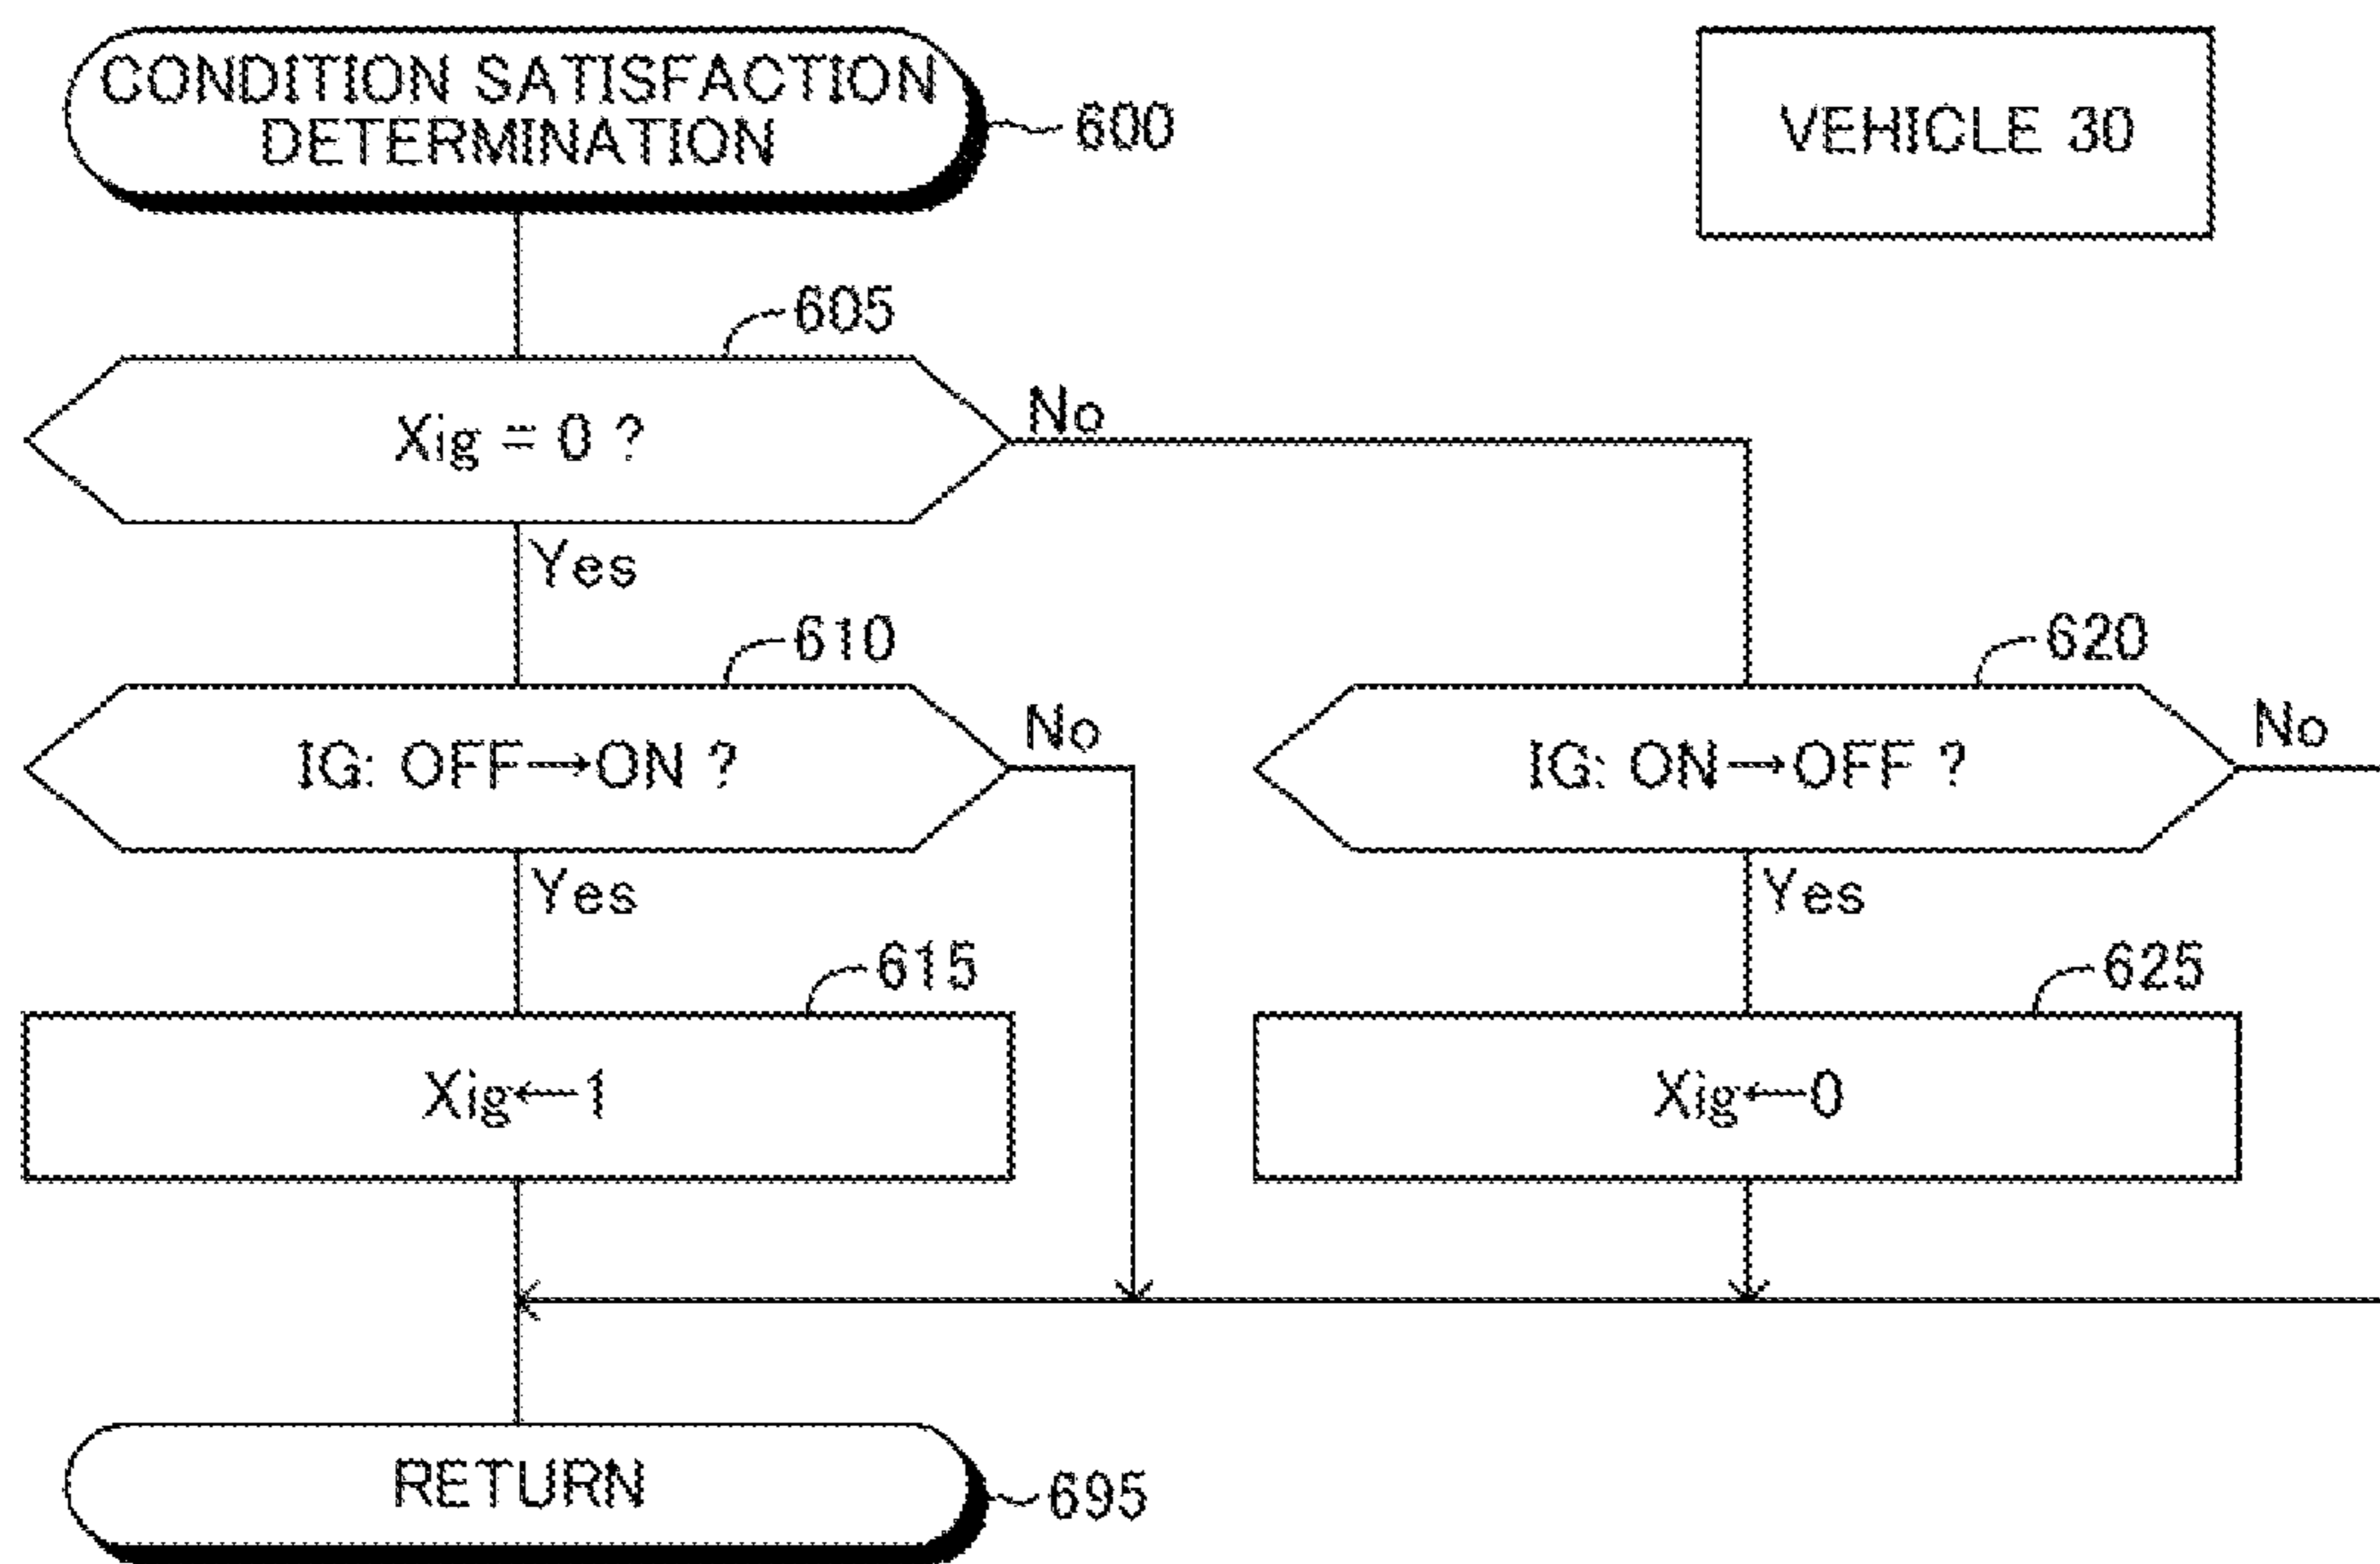 CONDITION SATISFACTION
DETERMINATION
600
VEHICLE 30
605
Xig = 0 ?
No
Yes
610
IG: OFF→ON ?
No
Yes
620
IG: ON→OFF ?
No
Yes
615
Xig←1
625
Xig←0
RETURN
695